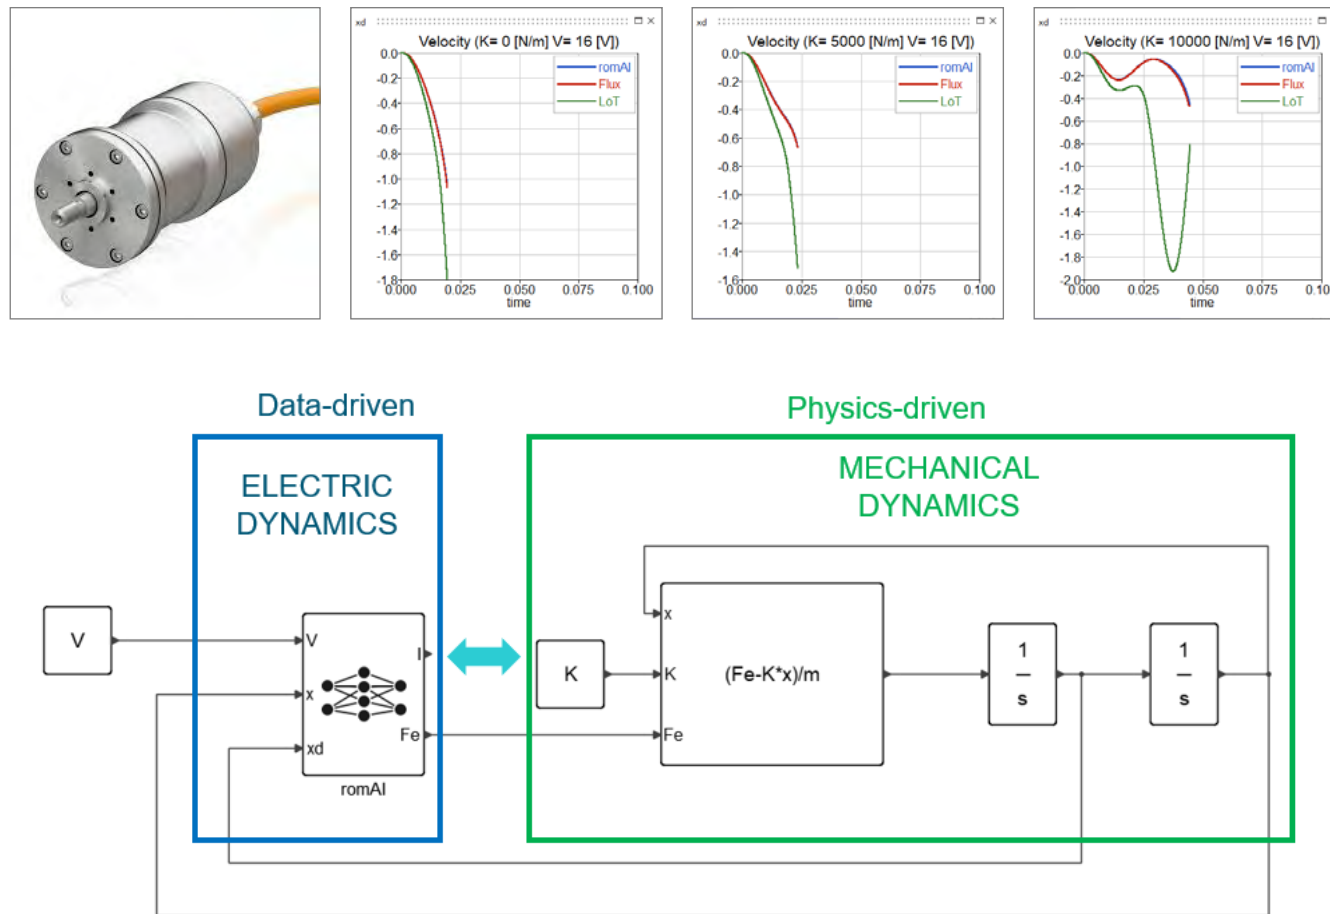 xd
Velocity (K= 0 [N/m] V= 16 [V])
romAI
Flux
LoT
0.0
-0.2
-0.4
-0.6
-0.8
-1.0
-1.2
-1.4
-1.6
-1.8
0.000
0.025
0.050
0.075
0.100
time
xd
Velocity (K= 5000 [N/m] V= 16 [V])
romAI
Flux
LoT
0.0
-0.2
-0.4
-0.6
-0.8
-1.0
-1.2
-1.4
-1.6
0.000
0.025
0.050
0.075
0.100
time
xd
Velocity (K= 10000 [N/m] V= 16 [V])
romAI
Flux
LoT
0.0
-0.2
-0.4
-0.6
-0.8
-1.0
-1.2
-1.4
-1.6
-1.8
-2.0
0.000
0.025
0.050
0.075
0.100
time
Data-driven
Physics-driven
ELECTRIC
DYNAMICS
MECHANICAL
DYNAMICS
V
V
x
xd
I
Fe
romAI
K
x
K
Fe
(Fe-K*x)/m
1
s
1
s